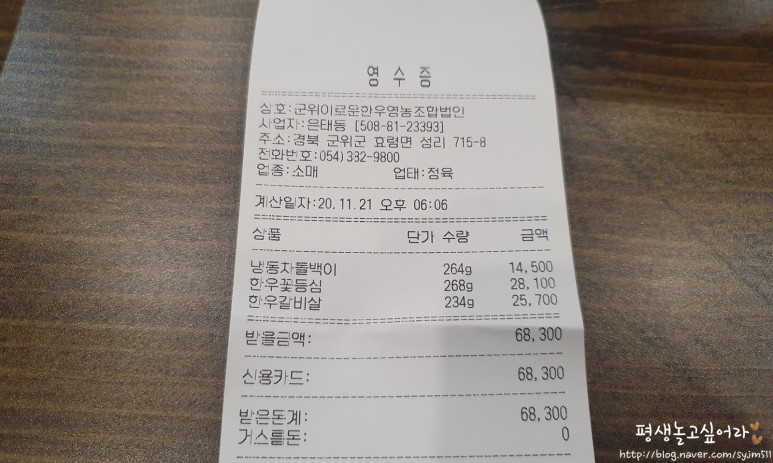 영 수 증
상호:군위이로운한우영농조합법인
사업자:은태동 [508-81-23393]
주소:경북 군위군 효령면 성리 715-8
전화번호:054)382-9800
업종:소매 업태:정육
계산일자:20.11.21 오후 06:06
상품 단가 수량 금액
냉동차돌백이 264g 14,500
한우꽃등심 268g 28,100
한우갈비살 234g 25,700
받을금액: 68,300
신용카드: 68,300
받은돈계: 68,300
거스름돈: 0
평생놀고싶어라
http://blog.naver.com/syjm511